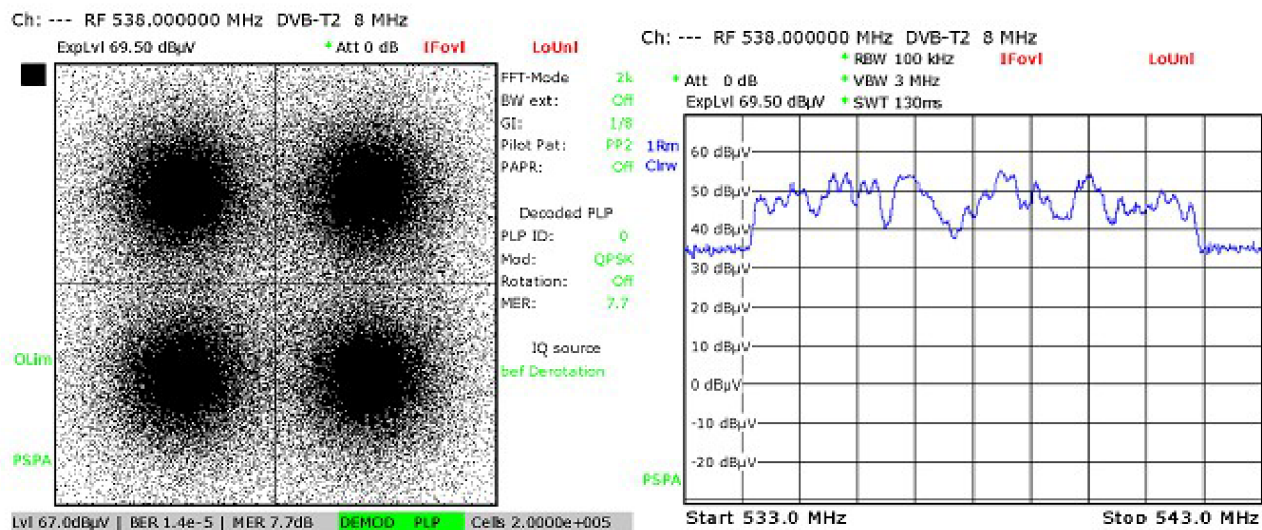 Ch: --- RF 538.000000 MHz DVB-T2 8 MHz
ExpLvl 69.50 dBµV * Att 0 dB IFovl LoUnl
FFT-Mode 2k
BW ext: Off
GI: 1/8
Pilot Pat: PP2
PAPR: Off
Decoded PLP
PLP ID: 0
Mod: QPSK
Rotation: Off
MER: 7.7
IQ source
bef Derotation
OLim
PSPA
Lvl 67.0dBµV | BER 1.4e-5 | MER 7.7dB DEMOD PLP Cells 2.0000e+005
Ch: --- RF 538.000000 MHz DVB-T2 8 MHz
* RBW 100 kHz IFovl LoUnl
* Att 0 dB * VBW 3 MHz
ExpLvl 69.50 dBµV * SWT 130ms
1Rm
Clrw
60 dBµV
50 dBµV
40 dBµV
30 dBµV
20 dBµV
10 dBµV
0 dBµV
-10 dBµV
-20 dBµV
PSPA
Start 533.0 MHz Stop 543.0 MHz